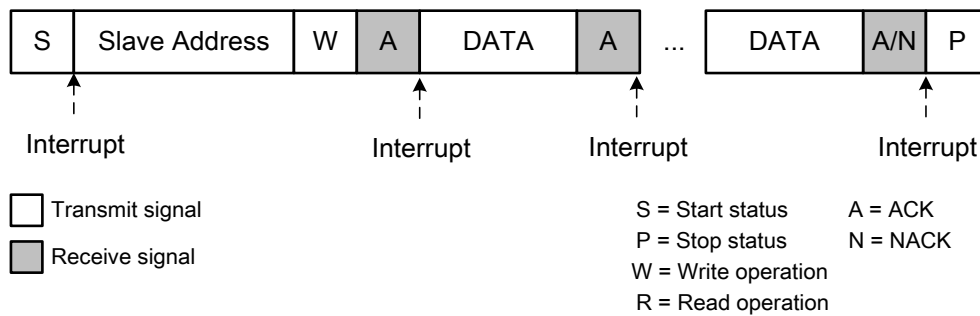 S Slave Address W A DATA A ... DATA A/N P
Interrupt Interrupt Interrupt Interrupt
Transmit signal
Receive signal
S = Start status A = ACK
P = Stop status N = NACK
W = Write operation
R = Read operation